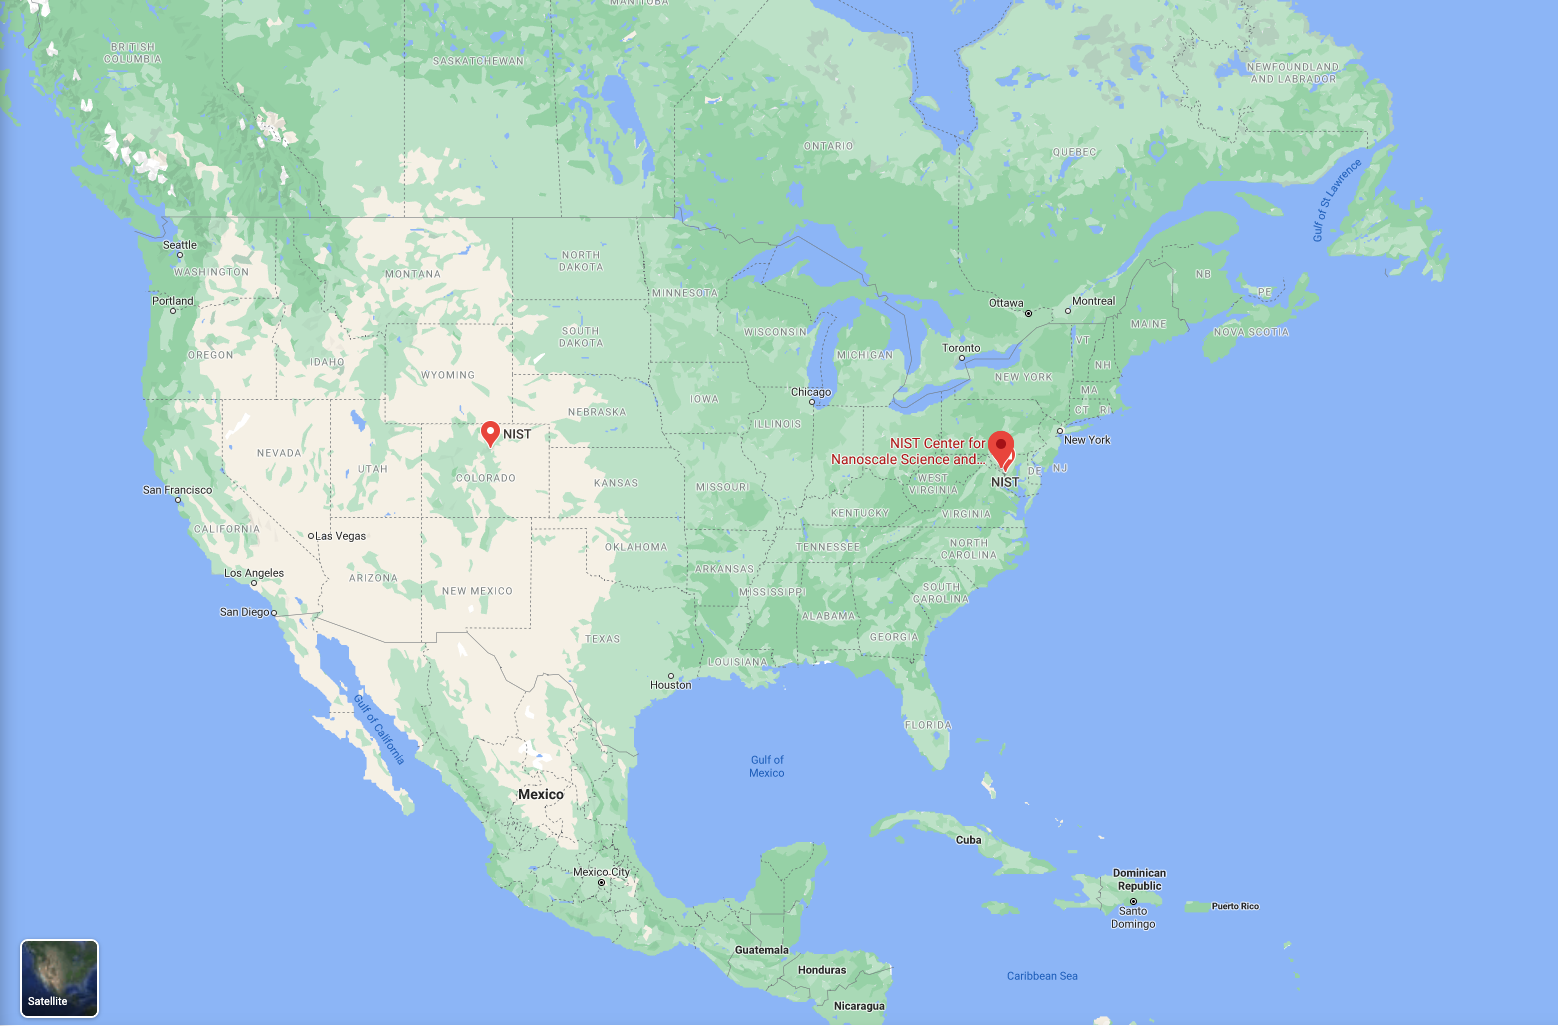 MANITOBA
BRITISH
COLUMBIA
SASKATCHEWAN
NEWFOUNDLAND
AND LABRADOR
ONTARIO
QUEBEC
Gulf of St Lawrence
Seattle
WASHINGTON
MONTANA
NORTH
DAKOTA
MINNESOTA
NB
PE
Portland
Ottawa
Montreal
MAINE
NOVA SCOTIA
OREGON
IDAHO
SOUTH
DAKOTA
WISCONSIN
MICHIGAN
Toronto
VT
NH
WYOMING
NEW YORK
MA
CT
RI
Chicago
IOWA
NEBRASKA
ILLINOIS
NIST
NIST Center for
Nanoscale Science and...
NIST
New York
NEVADA
UTAH
COLORADO
KANSAS
MISSOURI
WEST
VIRGINIA
DE
NJ
San Francisco
CALIFORNIA
KENTUCKY
VIRGINIA
Las Vegas
OKLAHOMA
TENNESSEE
NORTH
CAROLINA
Los Angeles
ARIZONA
NEW MEXICO
ARKANSAS
MISSISSIPPI
SOUTH
CAROLINA
San Diego
ALABAMA
TEXAS
GEORGIA
LOUISIANA
Houston
Gulf of California
FLORIDA
Gulf of
Mexico
Mexico
Cuba
Mexico City
Dominican
Republic
Santo
Domingo
Puerto Rico
Guatemala
Honduras
Caribbean Sea
Nicaragua
Satellite